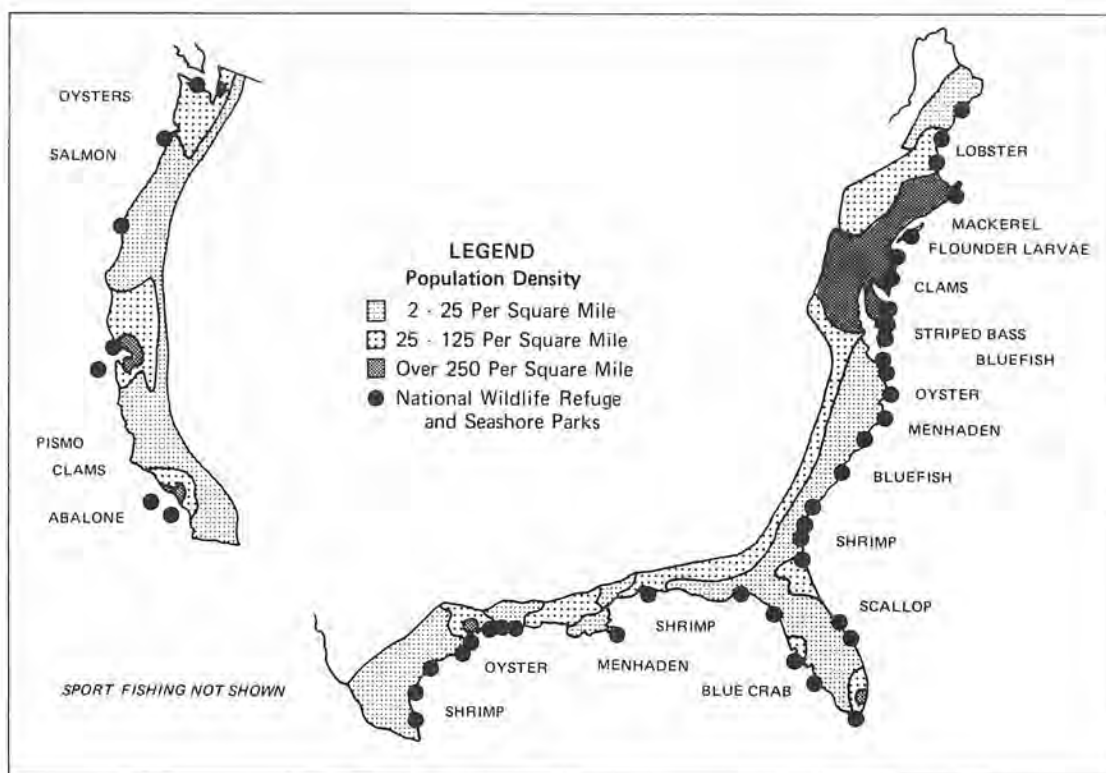 OYSTERS
SALMON
PISMO
CLAMS
ABALONE
LEGEND
Population Density
2 - 25 Per Square Mile
25 - 125 Per Square Mile
Over 250 Per Square Mile
National Wildlife Refuge
and Seashore Parks
LOBSTER
MACKEREL
FLOUNDER LARVAE
CLAMS
STRIPED BASS
BLUEFISH
OYSTER
MENHADEN
BLUEFISH
SHRIMP
SCALLOP
SHRIMP
OYSTER
MENHADEN
BLUE CRAB
SHRIMP
SPORT FISHING NOT SHOWN